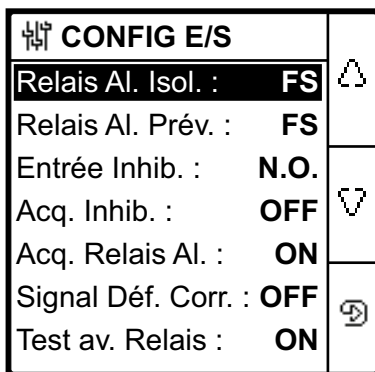 CONFIG E/S
Relais Al. Isol. : FS
Relais Al. Prév. : FS
Entrée Inhib. : N.O.
Acq. Inhib. : OFF
Acq. Relais Al. : ON
Signal Déf. Corr. : OFF
Test av. Relais : ON